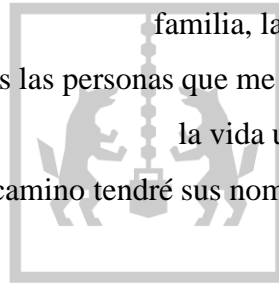 familia, la
s las personas que me
la vida u
camino tendré sus nom